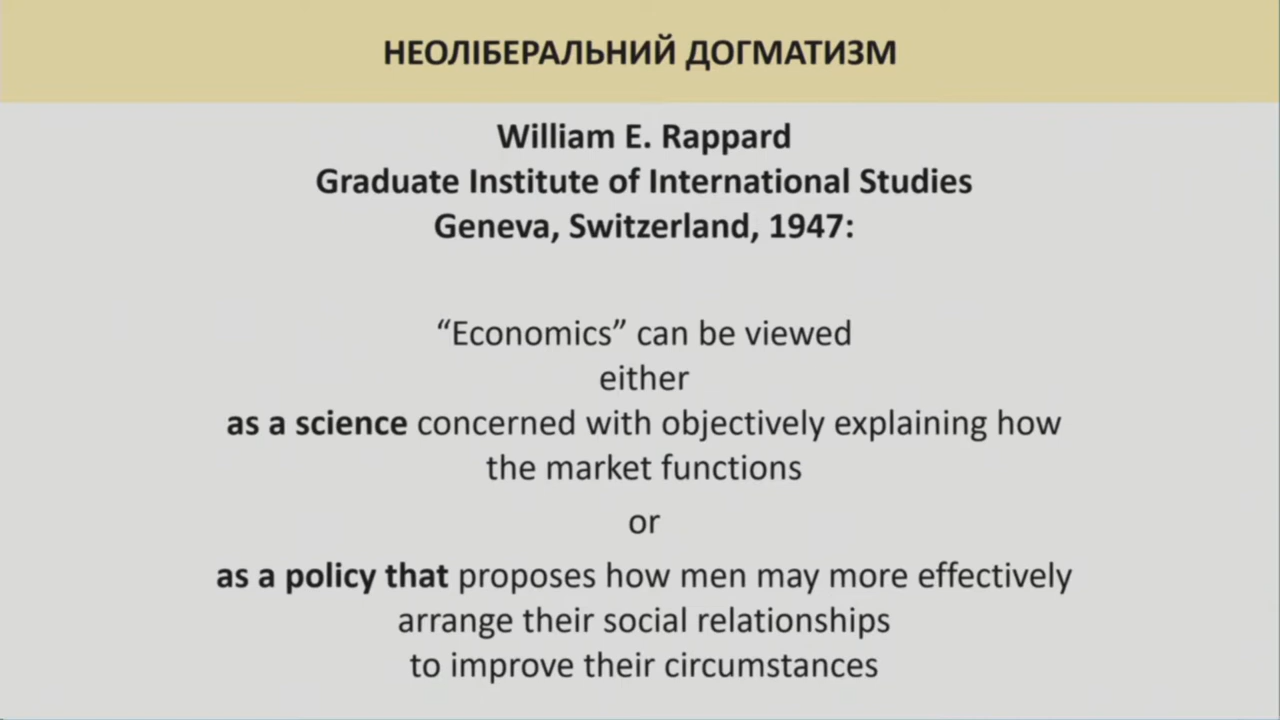 НЕОЛІБЕРАЛЬНИЙ ДОГМАТИЗМ
William E. Rappard
Graduate Institute of International Studies
Geneva, Switzerland, 1947:
“Economics” can be viewed
either
as a science concerned with objectively explaining how
the market functions
or
as a policy that proposes how men may more effectively
arrange their social relationships
to improve their circumstances